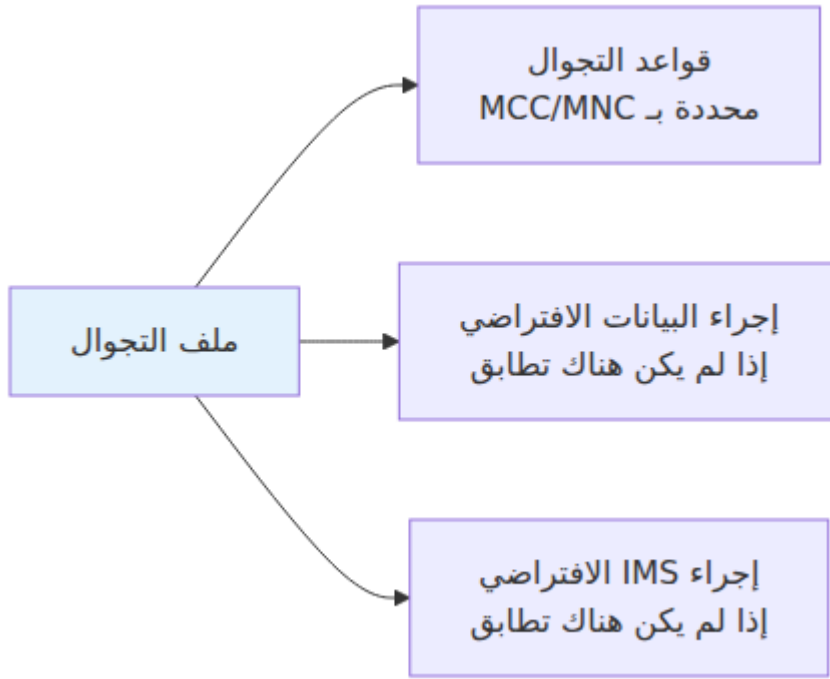 قواعد التجوال
محددة بـ MCC/MNC
ملف التجوال
إجراء البيانات الافتراضي
إذا لم يكن هناك تطابق
إجراء IMS الافتراضي
إذا لم يكن هناك تطابق